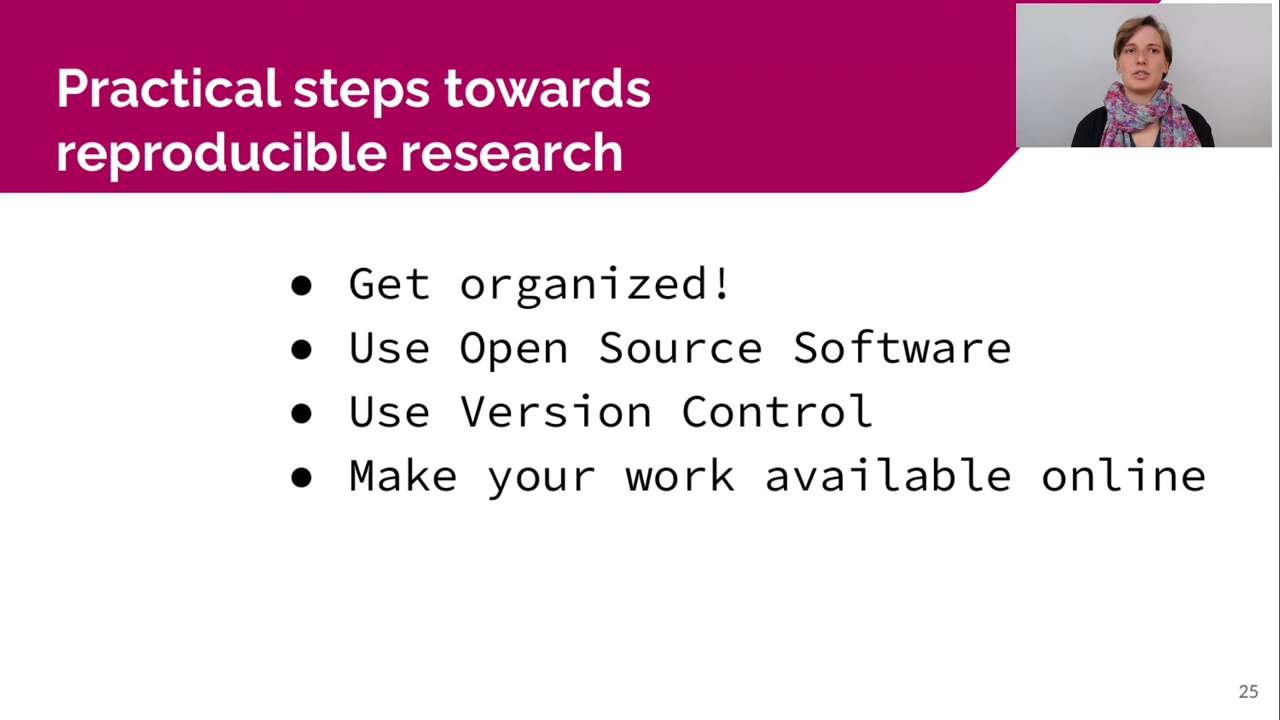 Practical steps towards
reproducible research
● Get organized!
● Use Open Source Software
● Use Version Control
● Make your work available online
25